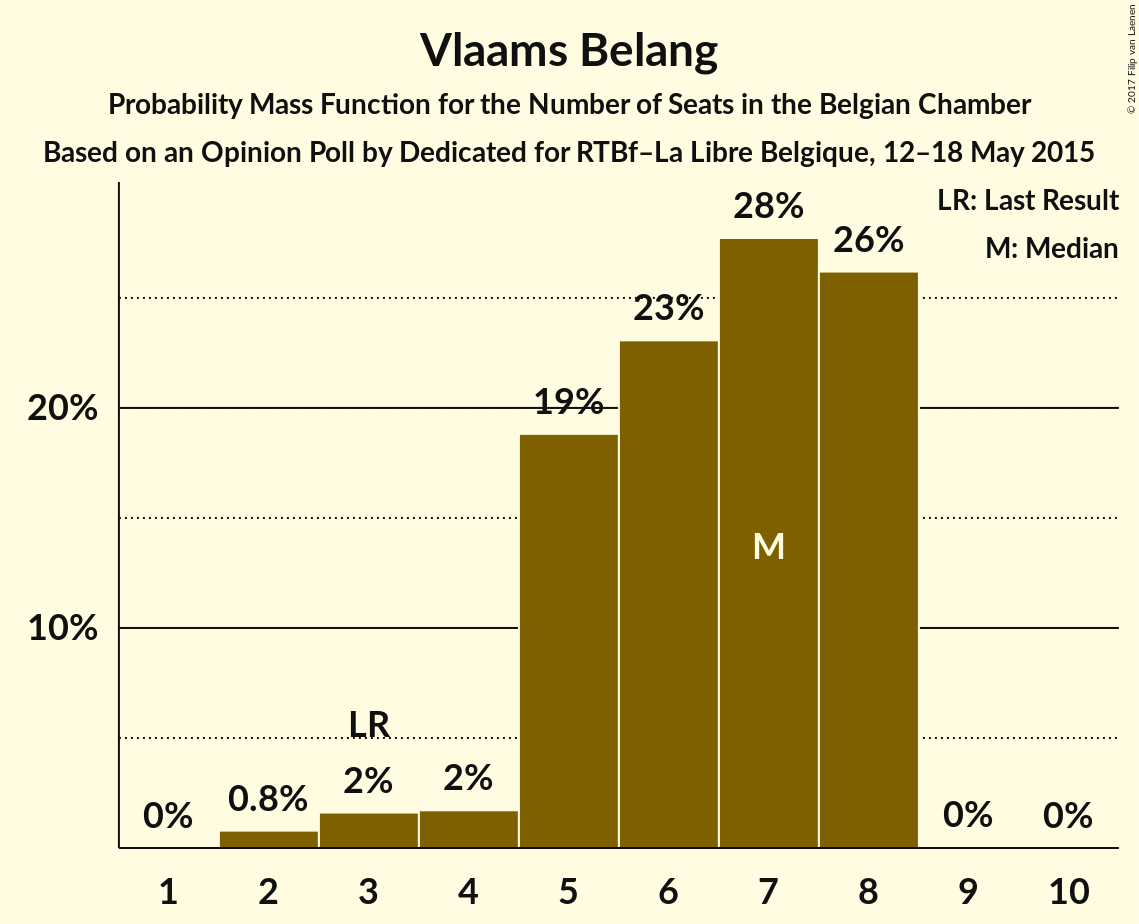 Vlaams Belang
Probability Mass Function for the Number of Seats in the Belgian Chamber
Based on an Opinion Poll by Dedicated for RTBf–La Libre Belgique, 12–18 May 2015
© 2017 Filip van Laenen
LR: Last Result
M: Median
28%
26%
23%
20%
19%
M
10%
LR
2%
2%
0.8%
0%
0%
0%
1 2 3 4 5 6 7 8 9 10